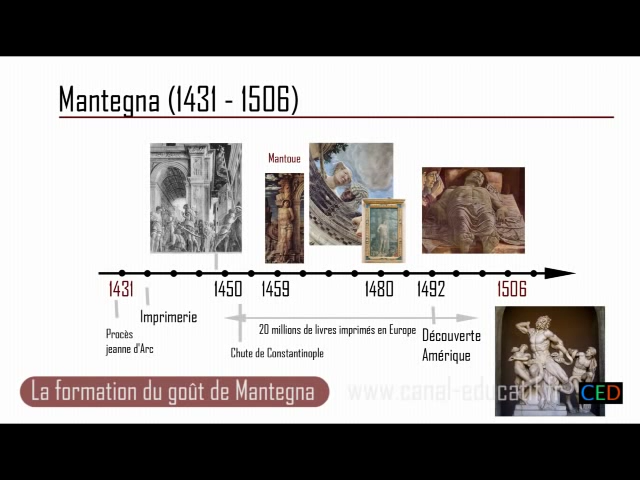 Mantegna (1431 - 1506)
Mantoue
1431
1450
1459
1480
1492
1506
Imprimerie
Procès
jeanne d'Arc
20 millions de livres imprimés en Europe
Chute de Constantinople
Découverte
Amérique
La formation du goût de Mantegna
www.canal-educatif.fr
CED